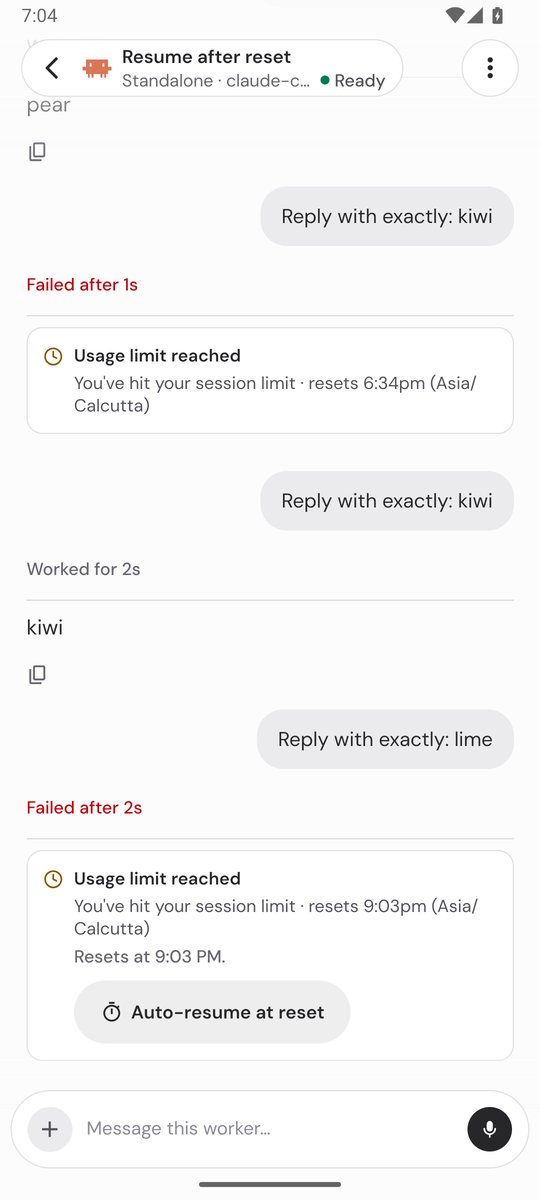 7:04
Resume after reset
Standalone · claude-c... Ready
pear
Reply with exactly: kiwi
Failed after 1s
Usage limit reached
You've hit your session limit · resets 6:34pm (Asia/
Calcutta)
Reply with exactly: kiwi
Worked for 2s
kiwi
Reply with exactly: lime
Failed after 2s
Usage limit reached
You've hit your session limit · resets 9:03pm (Asia/
Calcutta)
Resets at 9:03 PM.
Auto-resume at reset
Message this worker...